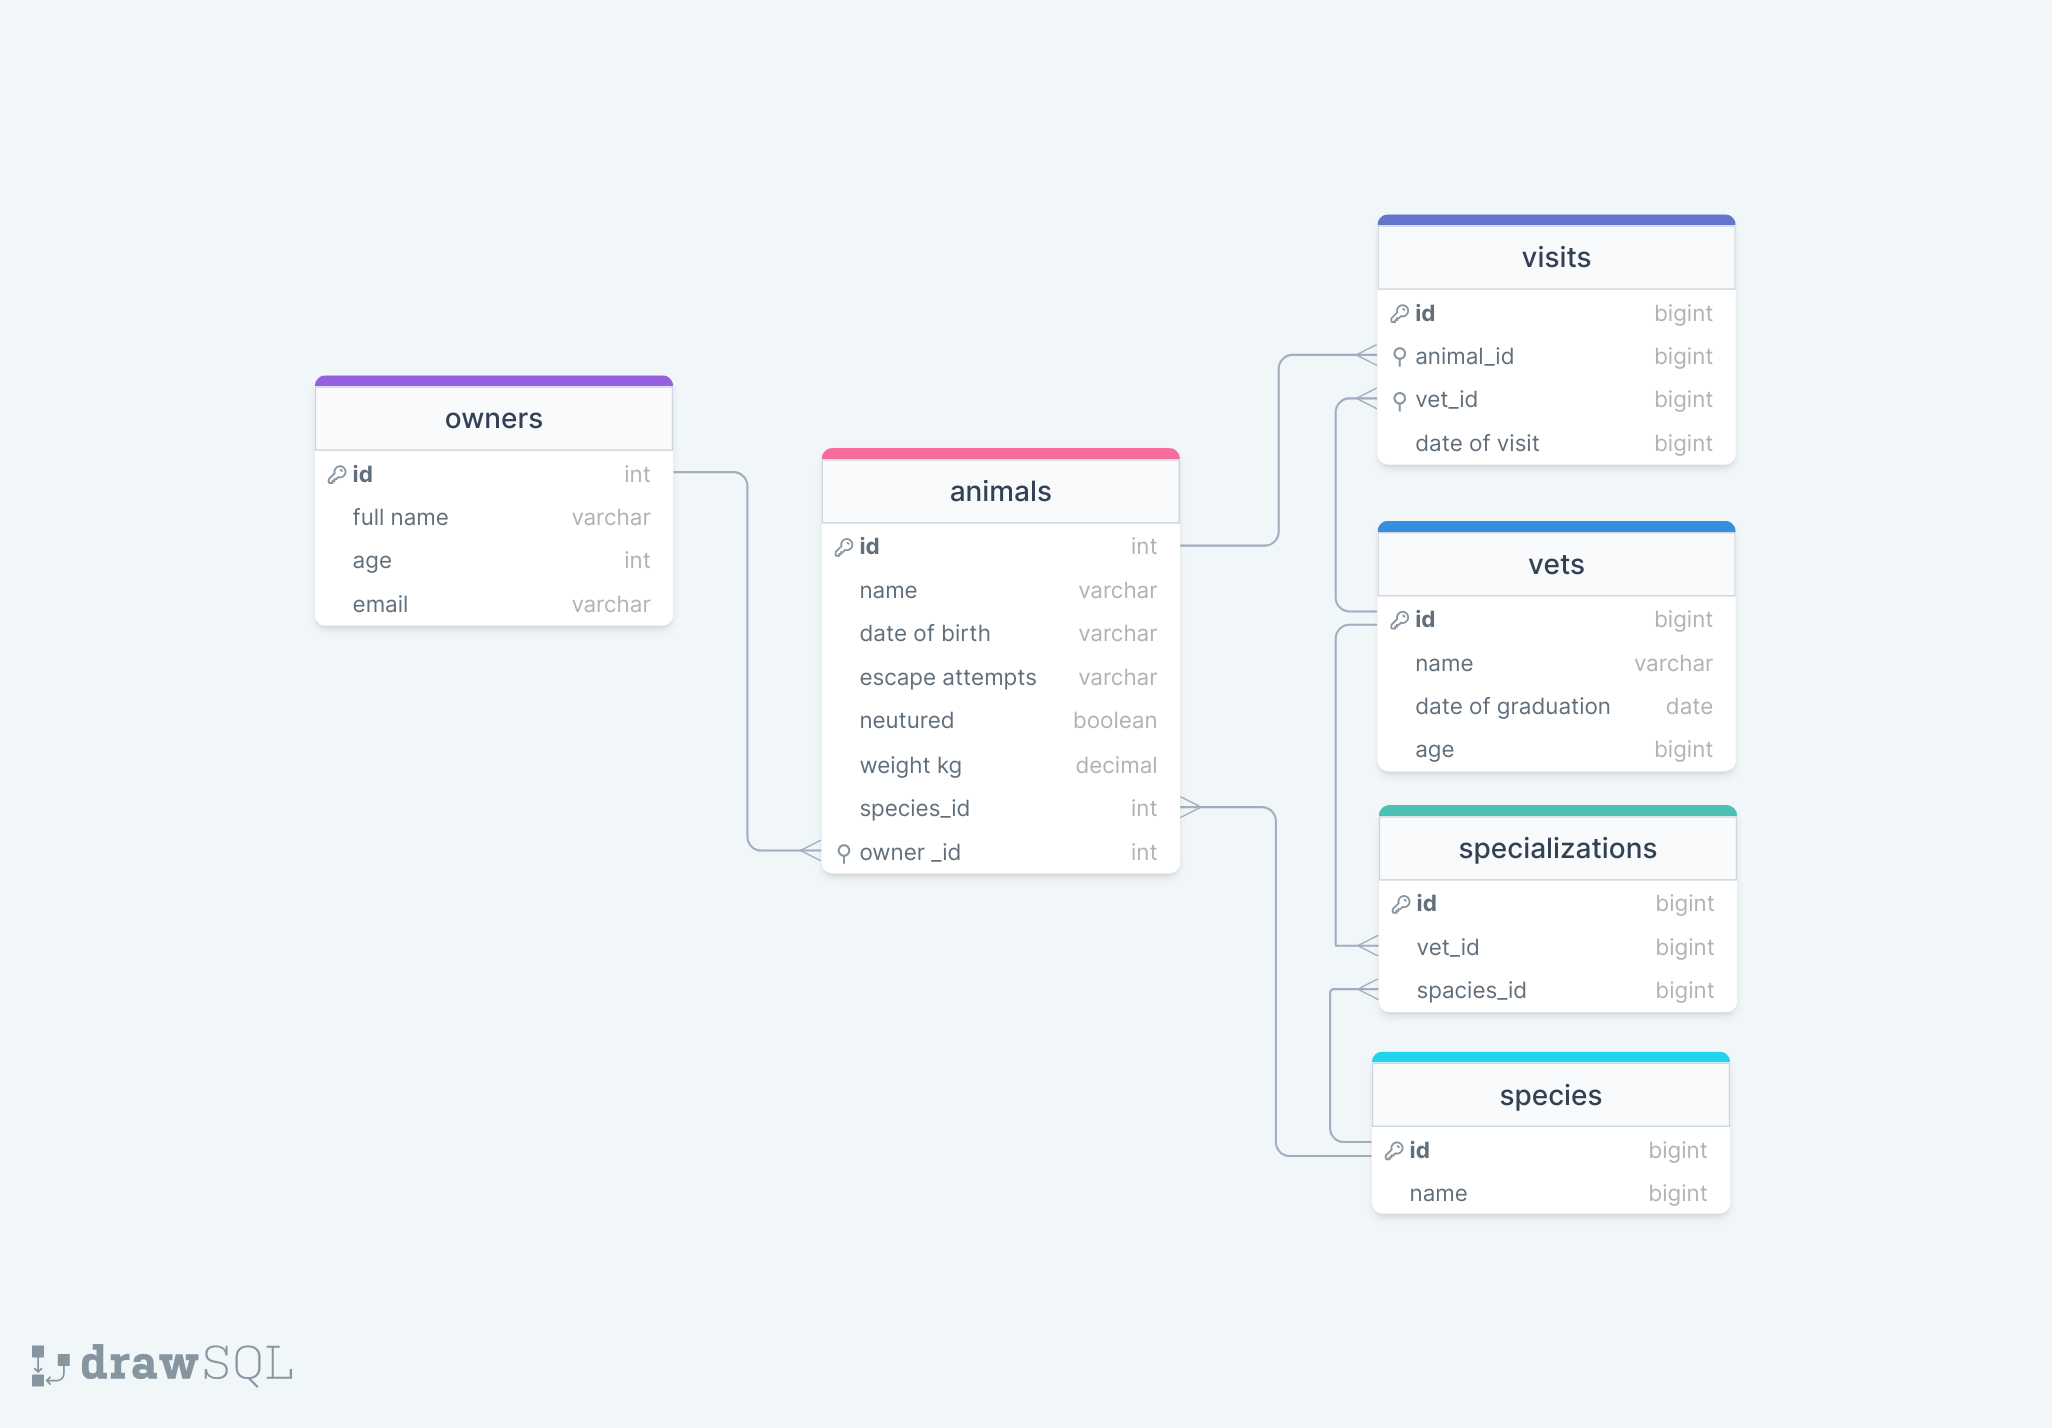 owners
id int
full name varchar
age int
email varchar
animals
id int
name varchar
date of birth varchar
escape attempts varchar
neutured boolean
weight kg decimal
species_id int
owner _id int
visits
id bigint
animal_id bigint
vet_id bigint
date of visit bigint
vets
id bigint
name varchar
date of graduation date
age bigint
specializations
id bigint
vet_id bigint
spacies_id bigint
species
id bigint
name bigint
drawSQL